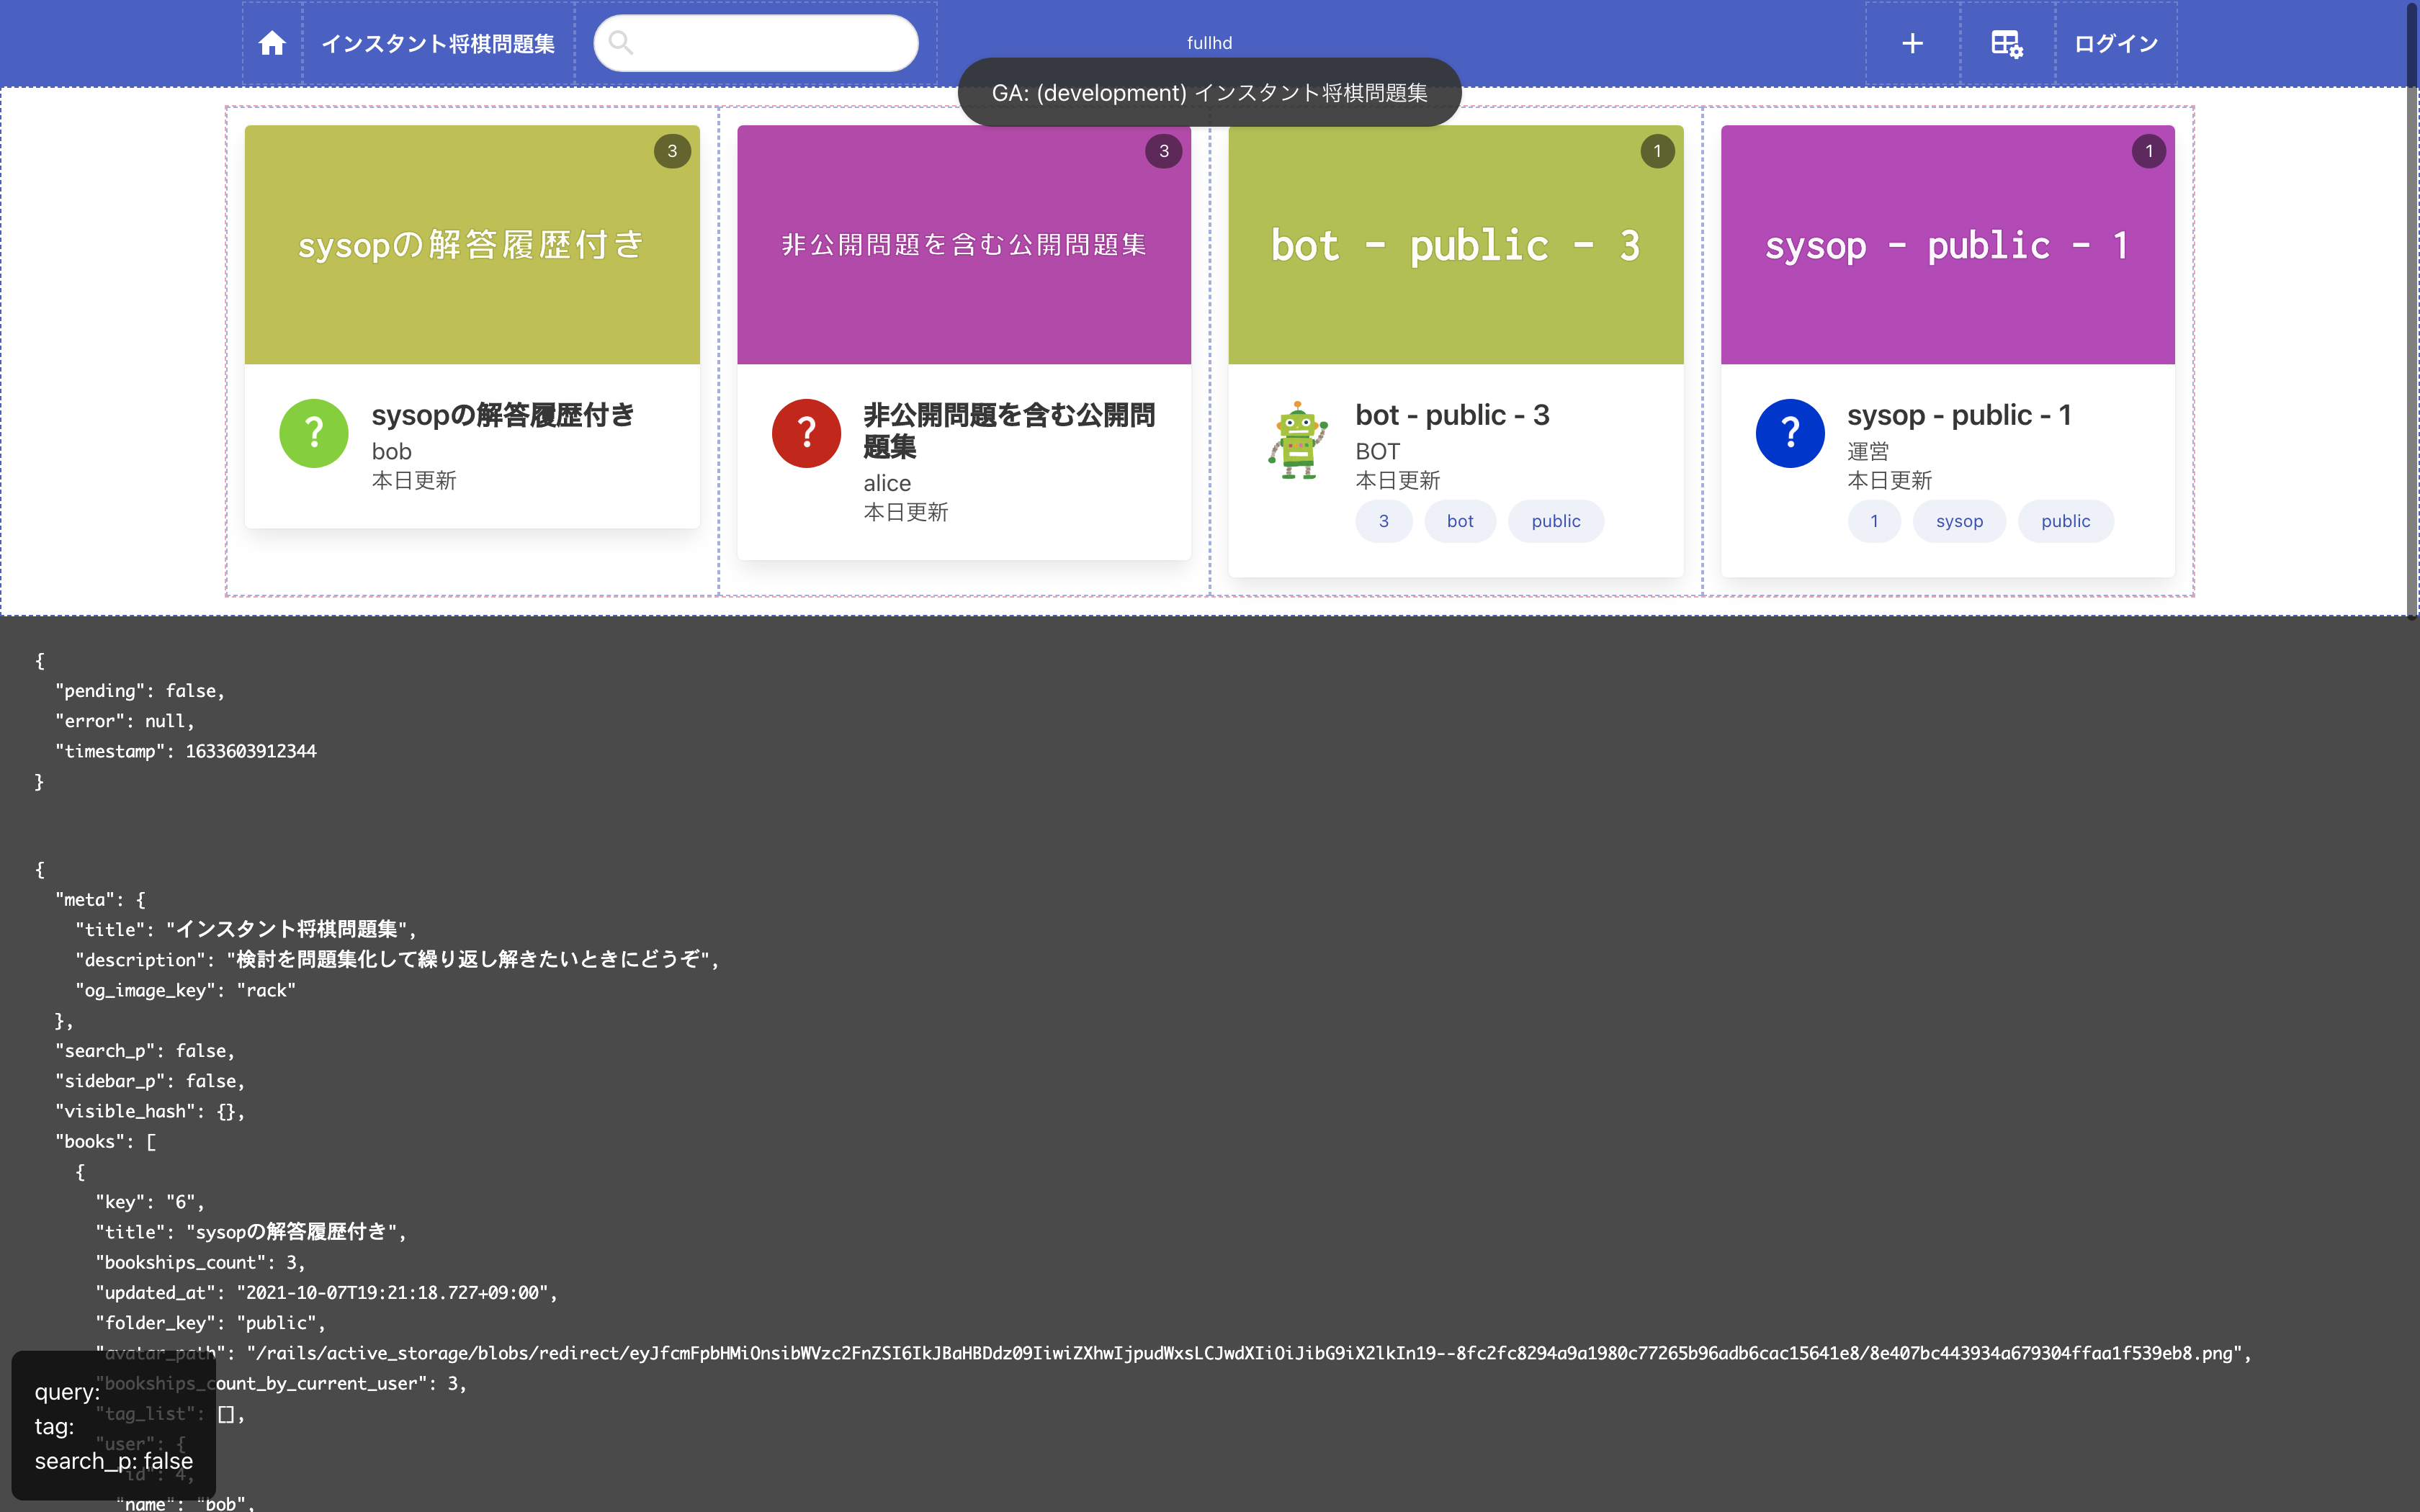 インスタント将棋問題集
fullhd
ログイン
GA: (development) インスタント将棋問題集
3
sysopの解答履歴付き
?
sysopの解答履歴付き
bob
本日更新
3
非公開問題を含む公開問題集
?
非公開問題を含む公開問
題集
alice
本日更新
1
bot - public - 3
bot - public - 3
BOT
本日更新
3 bot public
1
sysop - public - 1
?
sysop - public - 1
運営
本日更新
1 sysop public
{
"pending": false,
"error": null,
"timestamp": 1633603912344
}
{
"meta": {
"title": "インスタント将棋問題集",
"description": "検討を問題集化して繰り返し解きたいときにどうぞ",
"og_image_key": "rack"
},
"search_p": false,
"sidebar_p": false,
"visible_hash": {},
"books": [
{
"key": "6",
"title": "sysopの解答履歴付き",
"bookships_count": 3,
"updated_at": "2021-10-07T19:21:18.727+09:00",
"folder_key": "public",
"avatar_path": "/rails/active_storage/blobs/redirect/eyJfcmFpbHMiOnsibWVzc2FnZSI6IkJBaHBDdz09IiwiZXhwIjpudWxsLCJwdXIiOiJibG9iX2lkIn19--8fc2fc8294a9a1980c77265b96adb6cac15641e8/8e407bc443934a679304ffaa1f539eb8.png",
"bookships_count_by_current_user": 3,
"tag_list": [],
"user": {
"id": 4,
"name": "bob",
query:
tag:
search_p: false